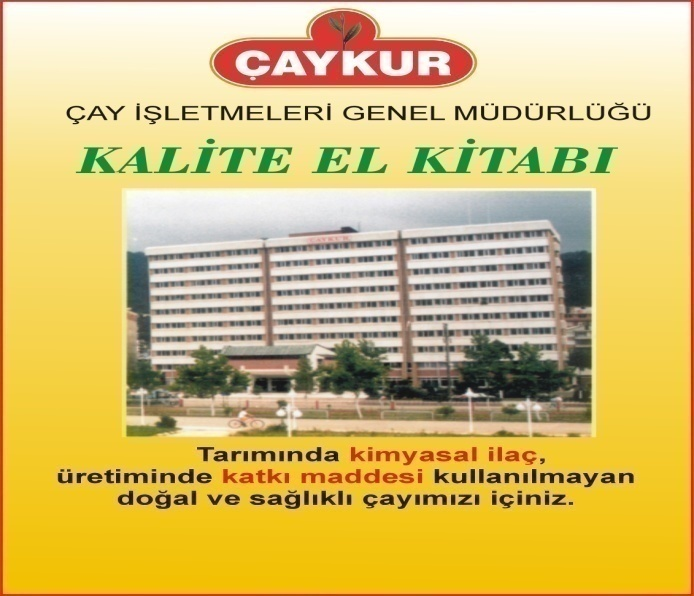 ÇAYKUR
ÇAY İŞLETMELERİ GENEL MÜDÜRLÜĞÜ
KALİTE EL KİTABI
ÇAYKUR
Tarımında kimyasal ilaç,
üretiminde katkı maddesi kullanılmayan
doğal ve sağlıklı çayımızı içiniz.